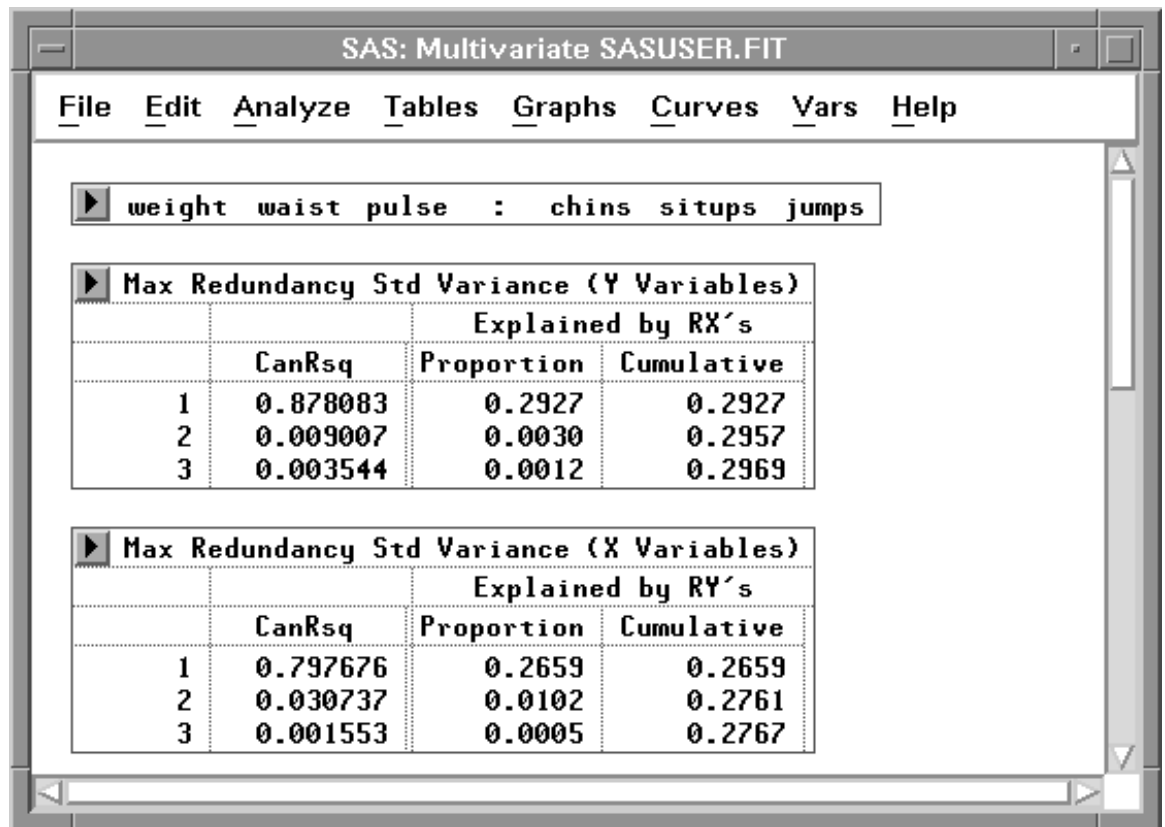 SAS: Multivariate SASUSER.FIT
File Edit Analyze Tables Graphs Curves Vars Help
weight waist pulse : chins situps jumps
Max Redundancy Std Variance (Y Variables)
Explained by RX´s
CanRsq Proportion Cumulative
1 0.878083 0.2927 0.2927
2 0.009007 0.0030 0.2957
3 0.003544 0.0012 0.2969
Max Redundancy Std Variance (X Variables)
Explained by RY´s
CanRsq Proportion Cumulative
1 0.797676 0.2659 0.2659
2 0.030737 0.0102 0.2761
3 0.001553 0.0005 0.2767